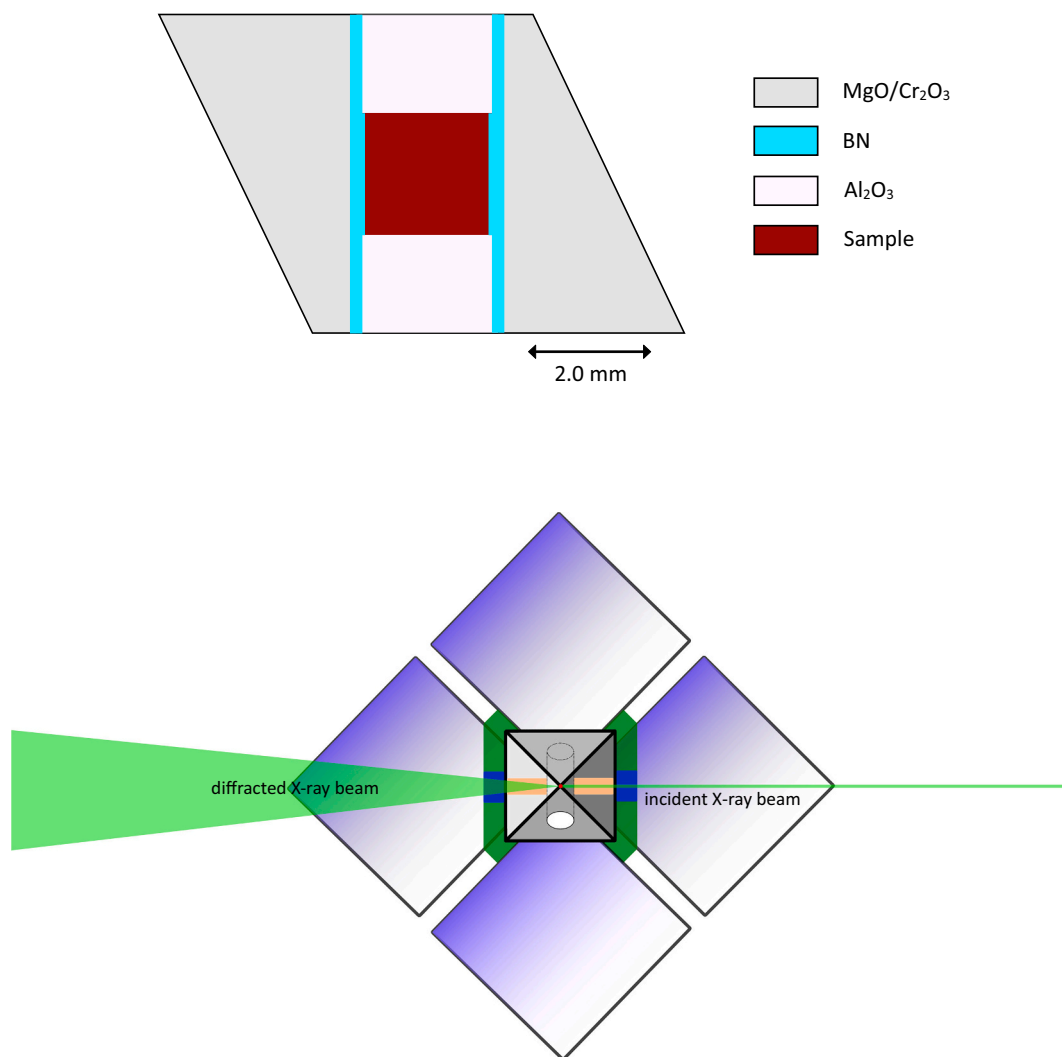 MgO/Cr₂O₃
BN
Al₂O₃
Sample
2.0 mm
diffracted X-ray beam
incident X-ray beam